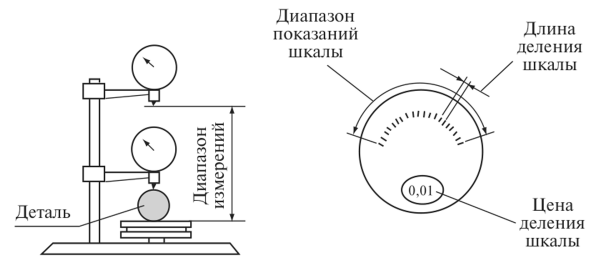 Диапазон
показаний
шкалы
Длина
деления
шкалы
Диапазон
измерений
Деталь
0,01
Цена
деления
шкалы